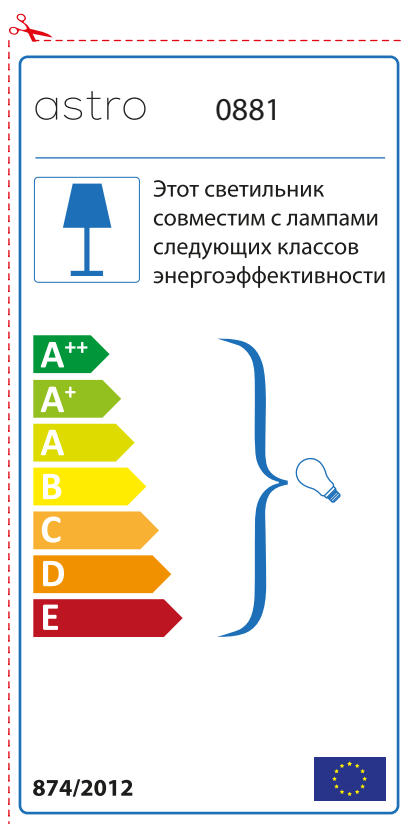 astro 0881
Этот светильник
совместим с лампами
следующих классов
энергоэффективности
A++
A+
A
B
C
D
E
874/2012